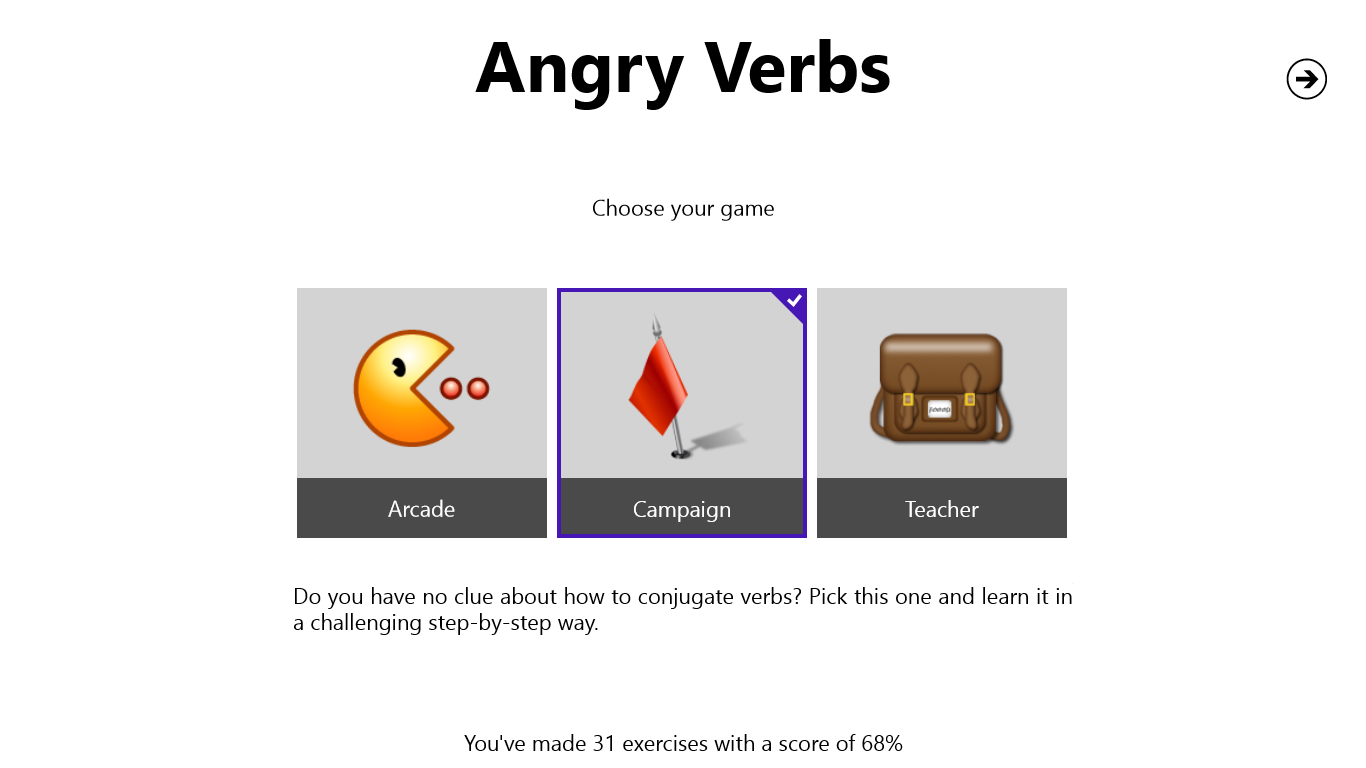 Angry Verbs
Choose your game
Arcade
Campaign
Teacher
Do you have no clue about how to conjugate verbs? Pick this one and learn it in
a challenging step-by-step way.
You've made 31 exercises with a score of 68%